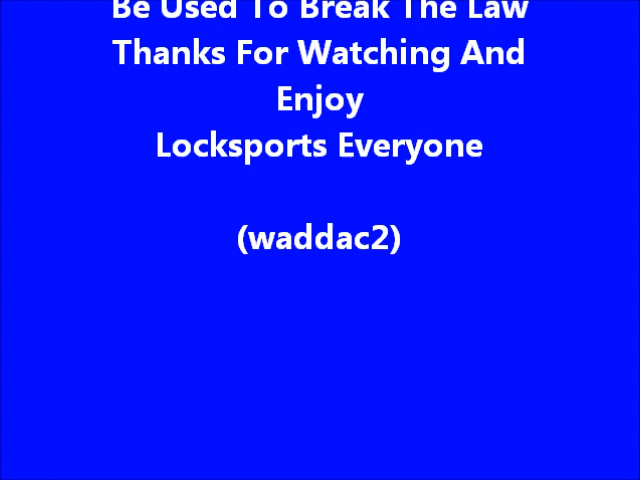 Be Used To Break The Law
Thanks For Watching And
Enjoy
Locksports Everyone
(waddac2)